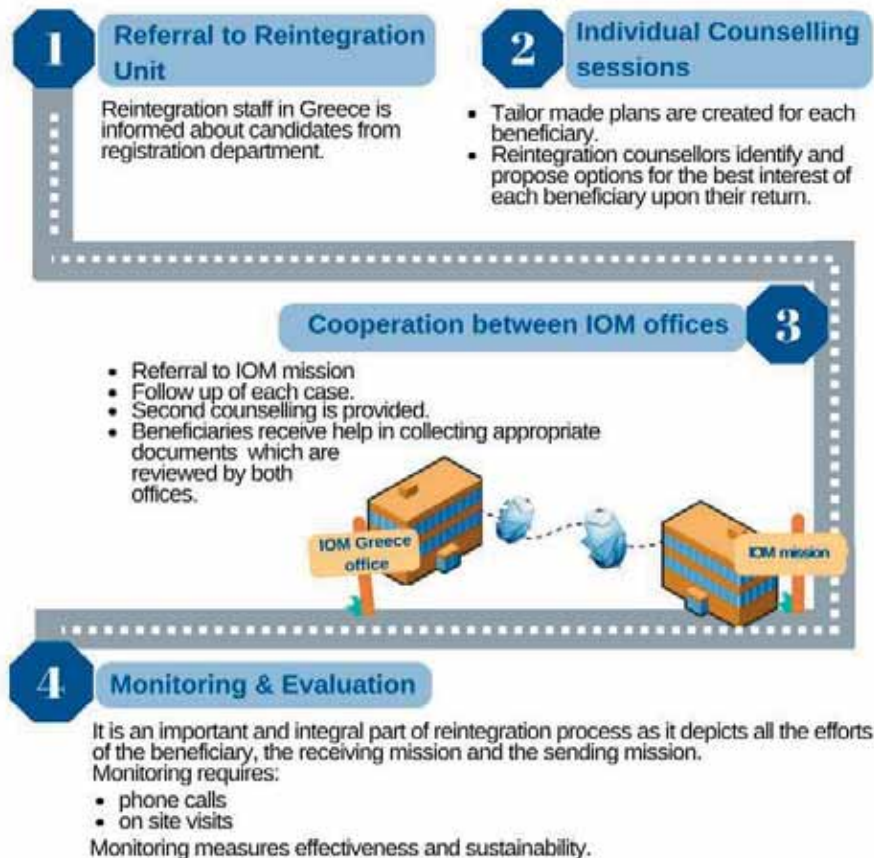 1
Referral to Reintegration
Unit
Reintegration staff in Greece is
informed about candidates from
registration department.
2
Individual Counselling
sessions
• Tailor made plans are created for each
beneficiary.
• Reintegration counsellors identify and
propose options for the best interest of
each beneficiary upon their return.
Cooperation between IOM offices
3
• Referral to IOM mission
• Follow up of each case.
• Second counselling is provided.
• Beneficiaries receive help in collecting appropriate
documents which are
reviewed by both
offices.
IOM Greece
office
IOM mission
4
Monitoring & Evaluation
It is an important and integral part of reintegration process as it depicts all the efforts
of the beneficiary, the receiving mission and the sending mission.
Monitoring requires:
• phone calls
• on site visits
Monitoring measures effectiveness and sustainability.